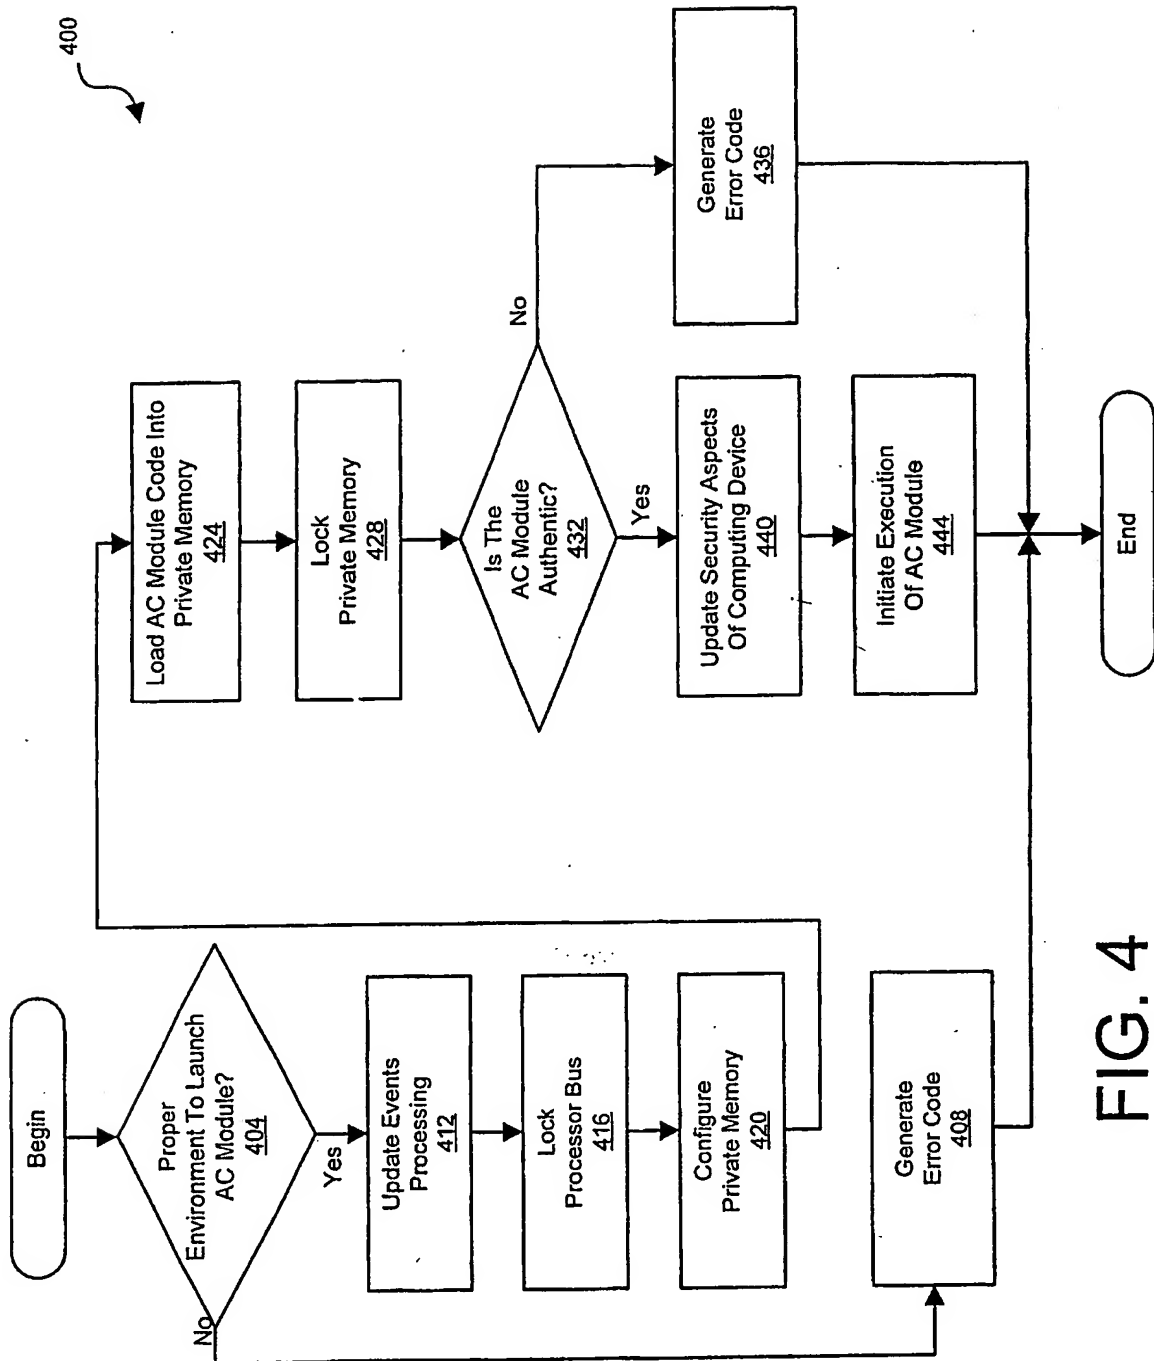 400
Begin
Proper
Environment To Launch
AC Module?
404
No
Yes
Update Events
Processing
412
Lock
Processor Bus
416
Configure
Private Memory
420
Generate
Error Code
408
Load AC Module Code Into
Private Memory
424
Lock
Private Memory
428
Is The
AC Module
Authentic?
432
No
Yes
Generate
Error Code
436
Update Security Aspects
Of Computing Device
440
Initiate Execution
Of AC Module
444
End
FIG. 4